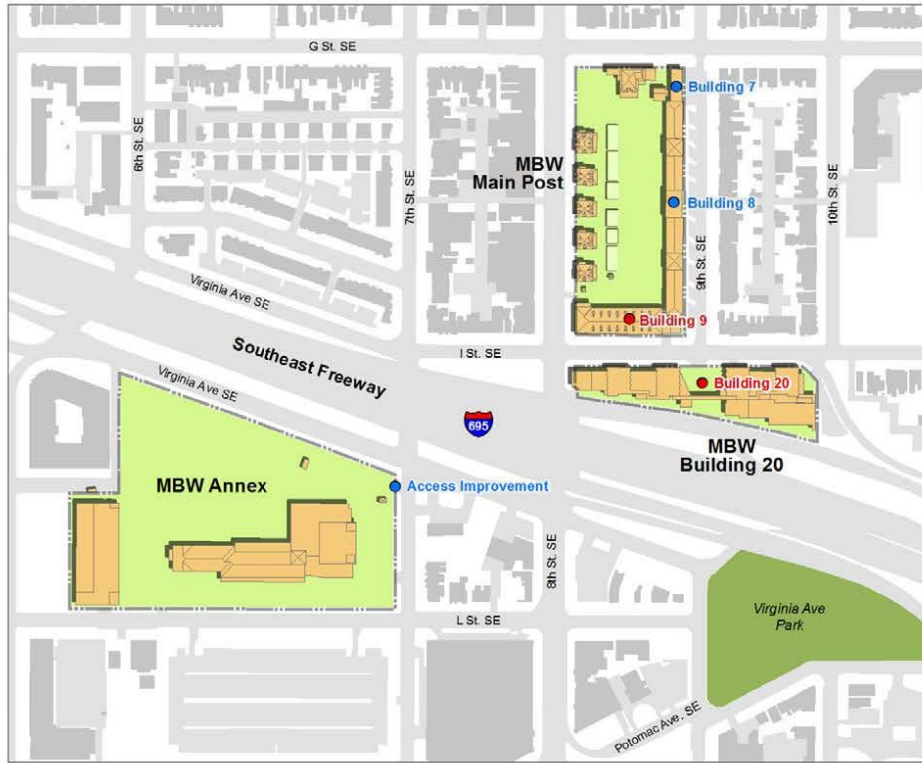 G St. SE
Building 7
6th St. SE
MBW
Main Post
7th St. SE
Building 8
10th St. SE
9th St. SE
Virginia Ave SE
Building 9
Southeast Freeway
I St. SE
Virginia Ave SE
Building 20
695
MBW
Building 20
MBW Annex
Access Improvement
8th St. SE
Virginia Ave
Park
L St. SE
Potomac Ave, SE